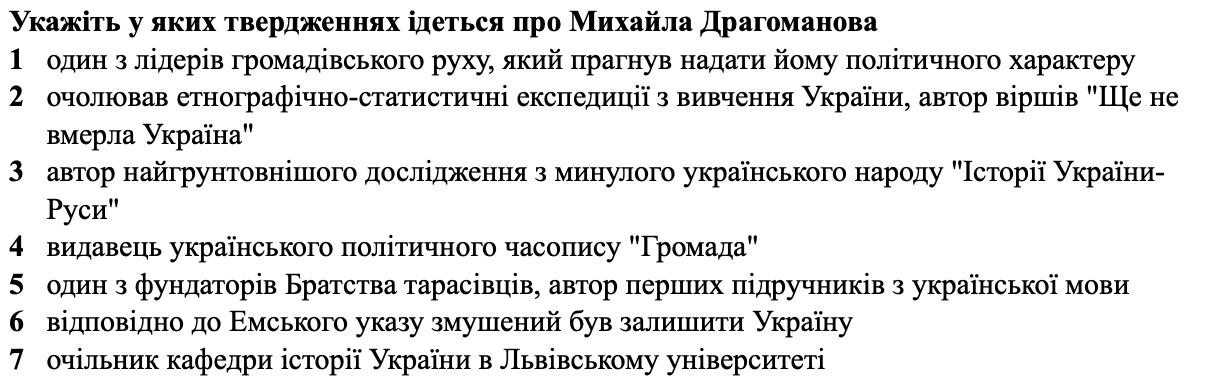 Укажіть у яких твердженнях ідеться про Михайла Драгоманова
1 один з лідерів громадівського руху, який прагнув надати йому політичного характеру
2 очолював етнографічно-статистичні експедиції з вивчення України, автор віршів "Ще не
вмерла Україна"
3 автор найгрунтовнішого дослідження з минулого українського народу "Історії України-
Руси"
4 видавець українського політичного часопису "Громада"
5 один з фундаторів Братства тарасівців, автор перших підручників з української мови
6 відповідно до Емського указу змушений був залишити Україну
7 очільник кафедри історії України в Львівському університеті